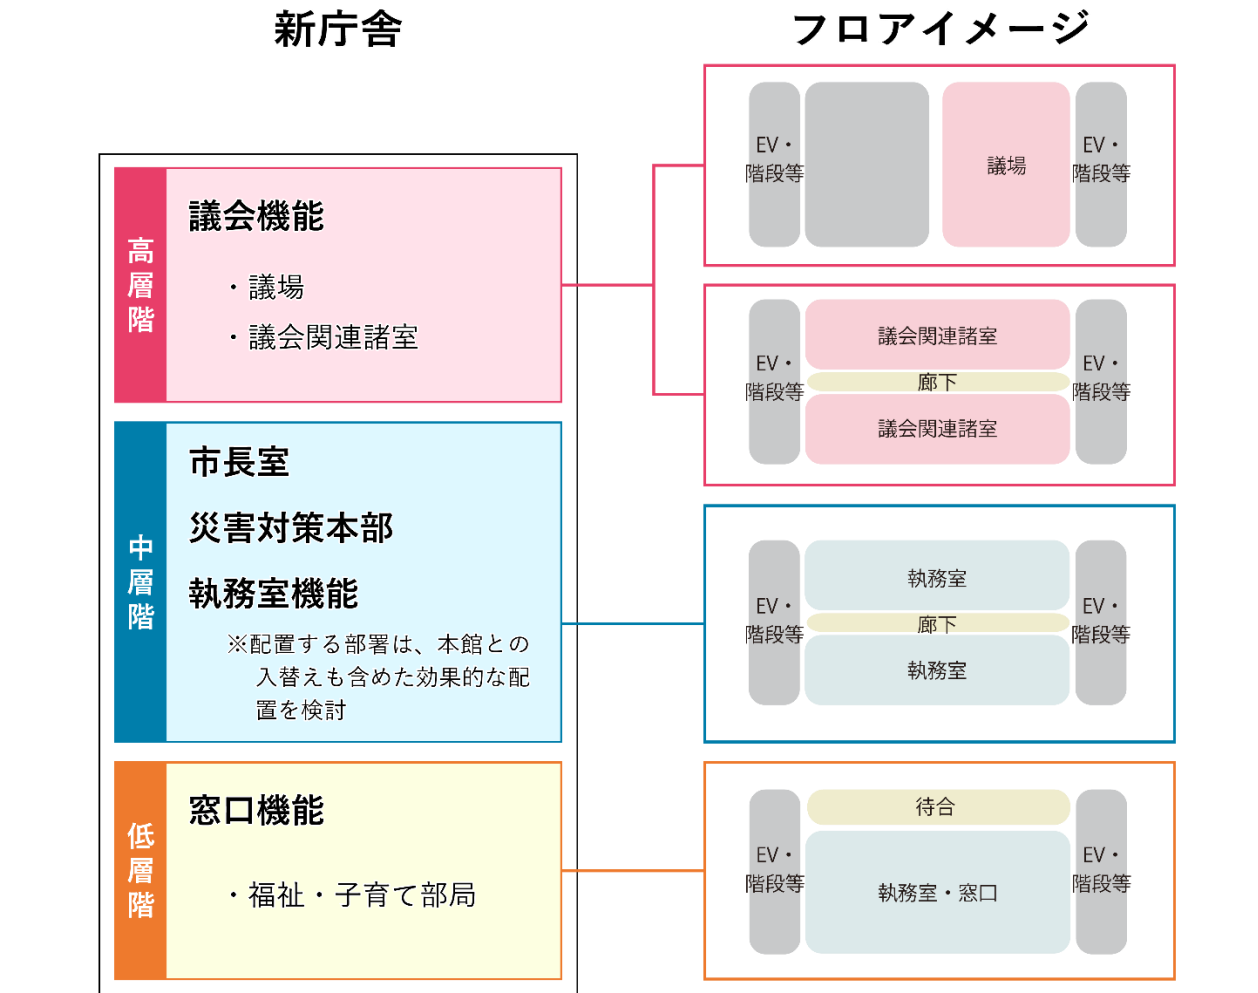 新庁舎
フロアイメージ
高層階
議会機能
・議場
・議会関連諸室
中層階
市長室
災害対策本部
執務室機能
※配置する部署は、本館との
入替えも含めた効果的な配
置を検討
低層階
窓口機能
・福祉・子育て部局
EV・
階段等
議場
EV・
階段等
EV・
階段等
議会関連諸室
廊下
議会関連諸室
EV・
階段等
EV・
階段等
執務室
廊下
執務室
EV・
階段等
EV・
階段等
待合
執務室・窓口
EV・
階段等